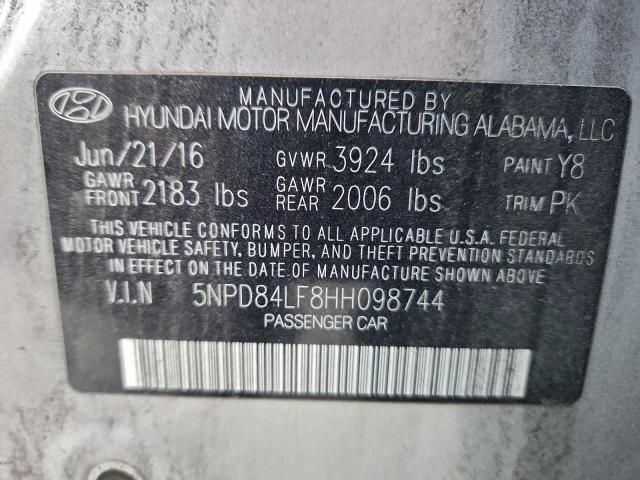 MANUFACTURED BY
HYUNDAI MOTOR MANUFACTURING ALABAMA, LLC
Jun/21/16 GVWR 3924 lbs PAINT Y8
GAWR FRONT 2183 lbs GAWR REAR 2006 lbs TRIM PK
THIS VEHICLE CONFORMS TO ALL APPLICABLE U.S.A. FEDERAL
MOTOR VEHICLE SAFETY, BUMPER, AND THEFT PREVENTION STANDARDS
IN EFFECT ON THE DATE OF MANUFACTURE SHOWN ABOVE.
V.I.N 5NPD84LF8HH098744
PASSENGER CAR